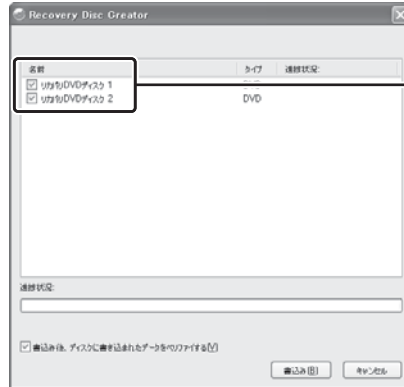 Recovery Disc Creator
名前 タイプ 進捗状況:
リカバリDVDディスク 1
リカバリDVDディスク 2 DVD
進捗状況:
書込み後、ディスクに書き込まれたデータをベリファイする(V)
書込み(B) キャンセル